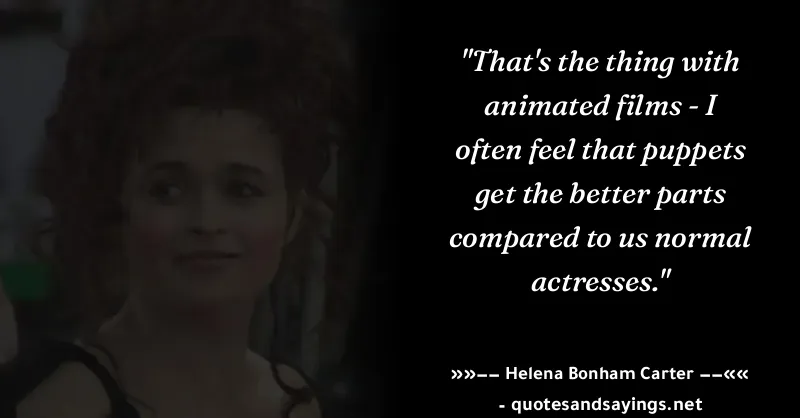 "That's the thing with
animated films - I
often feel that puppets
get the better parts
compared to us normal
actresses."
»»—— Helena Bonham Carter ——««
- quotesandsayings.net